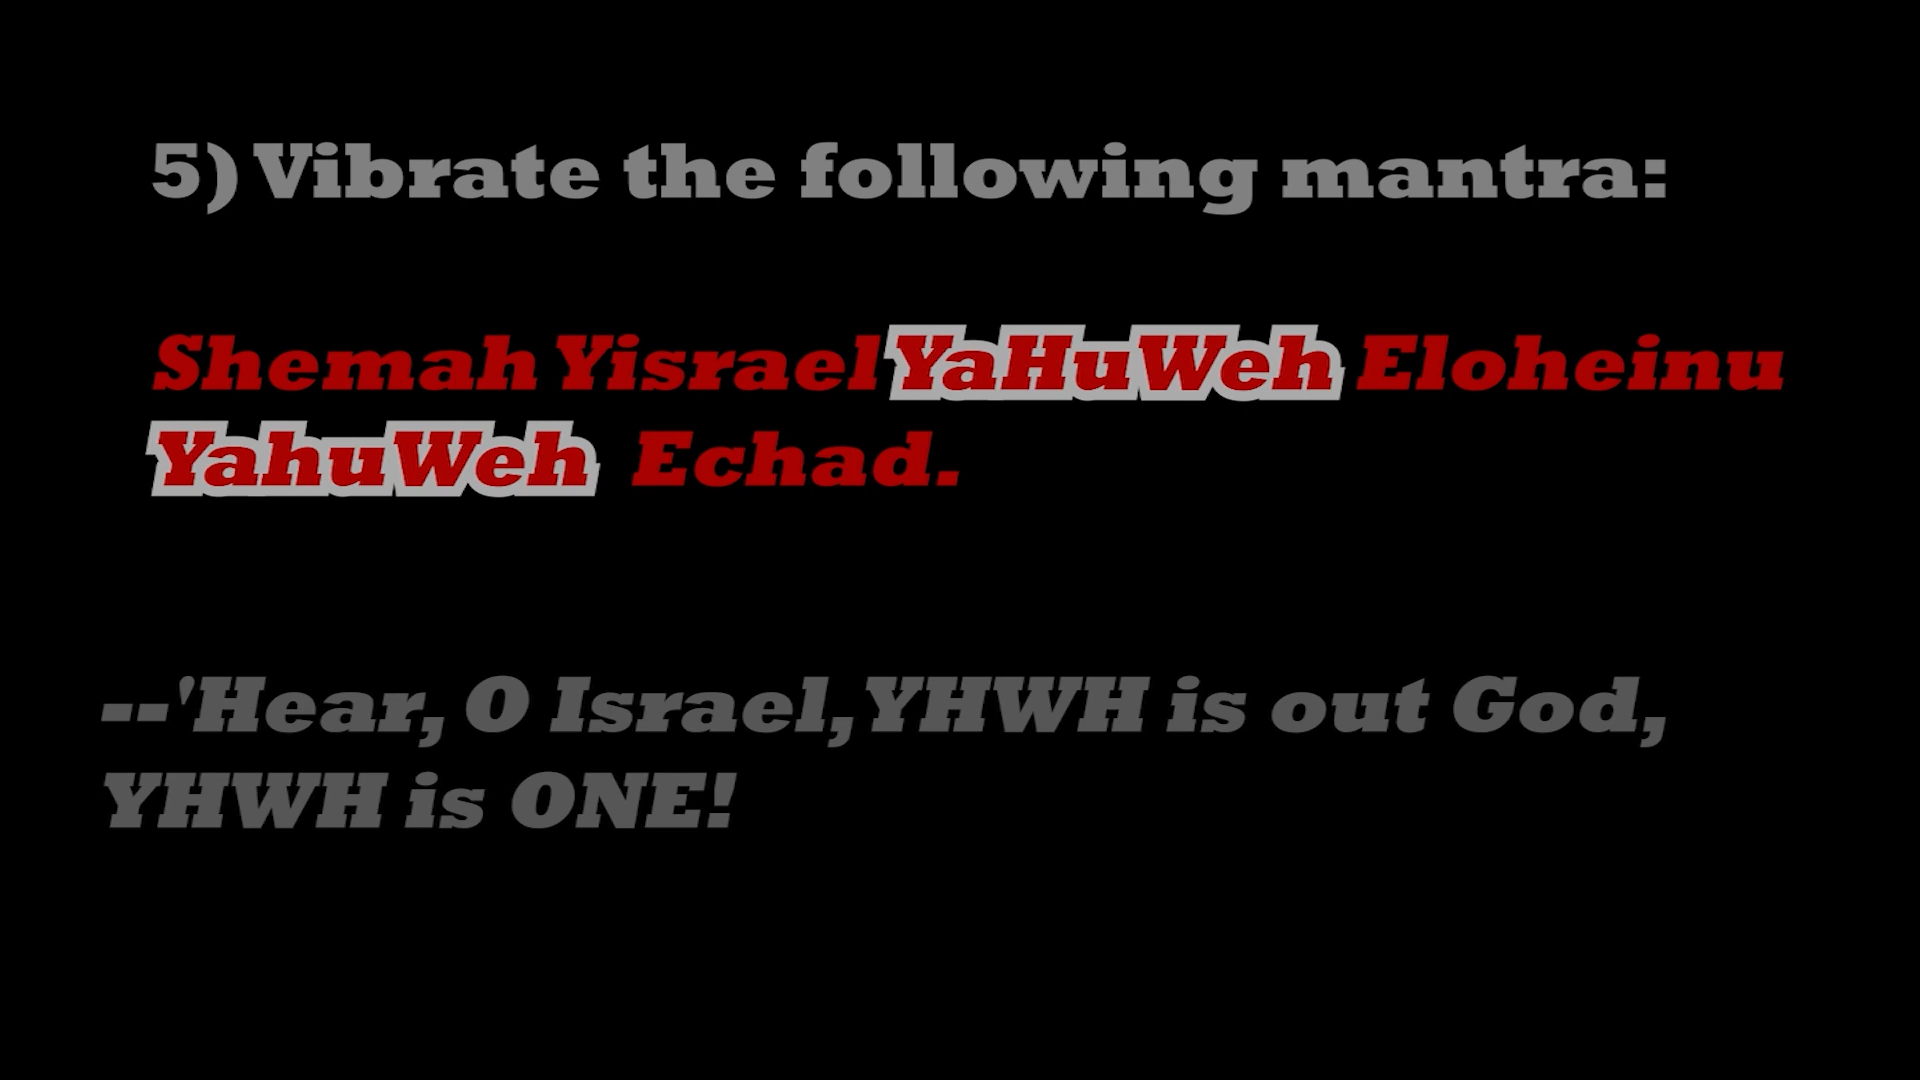 5) Vibrate the following mantra:
Shemah Yisrael YaHuWeh Eloheinu
YahuWeh Echad.
--'Hear, O Israel, YHWH is out God,
YHWH is ONE!